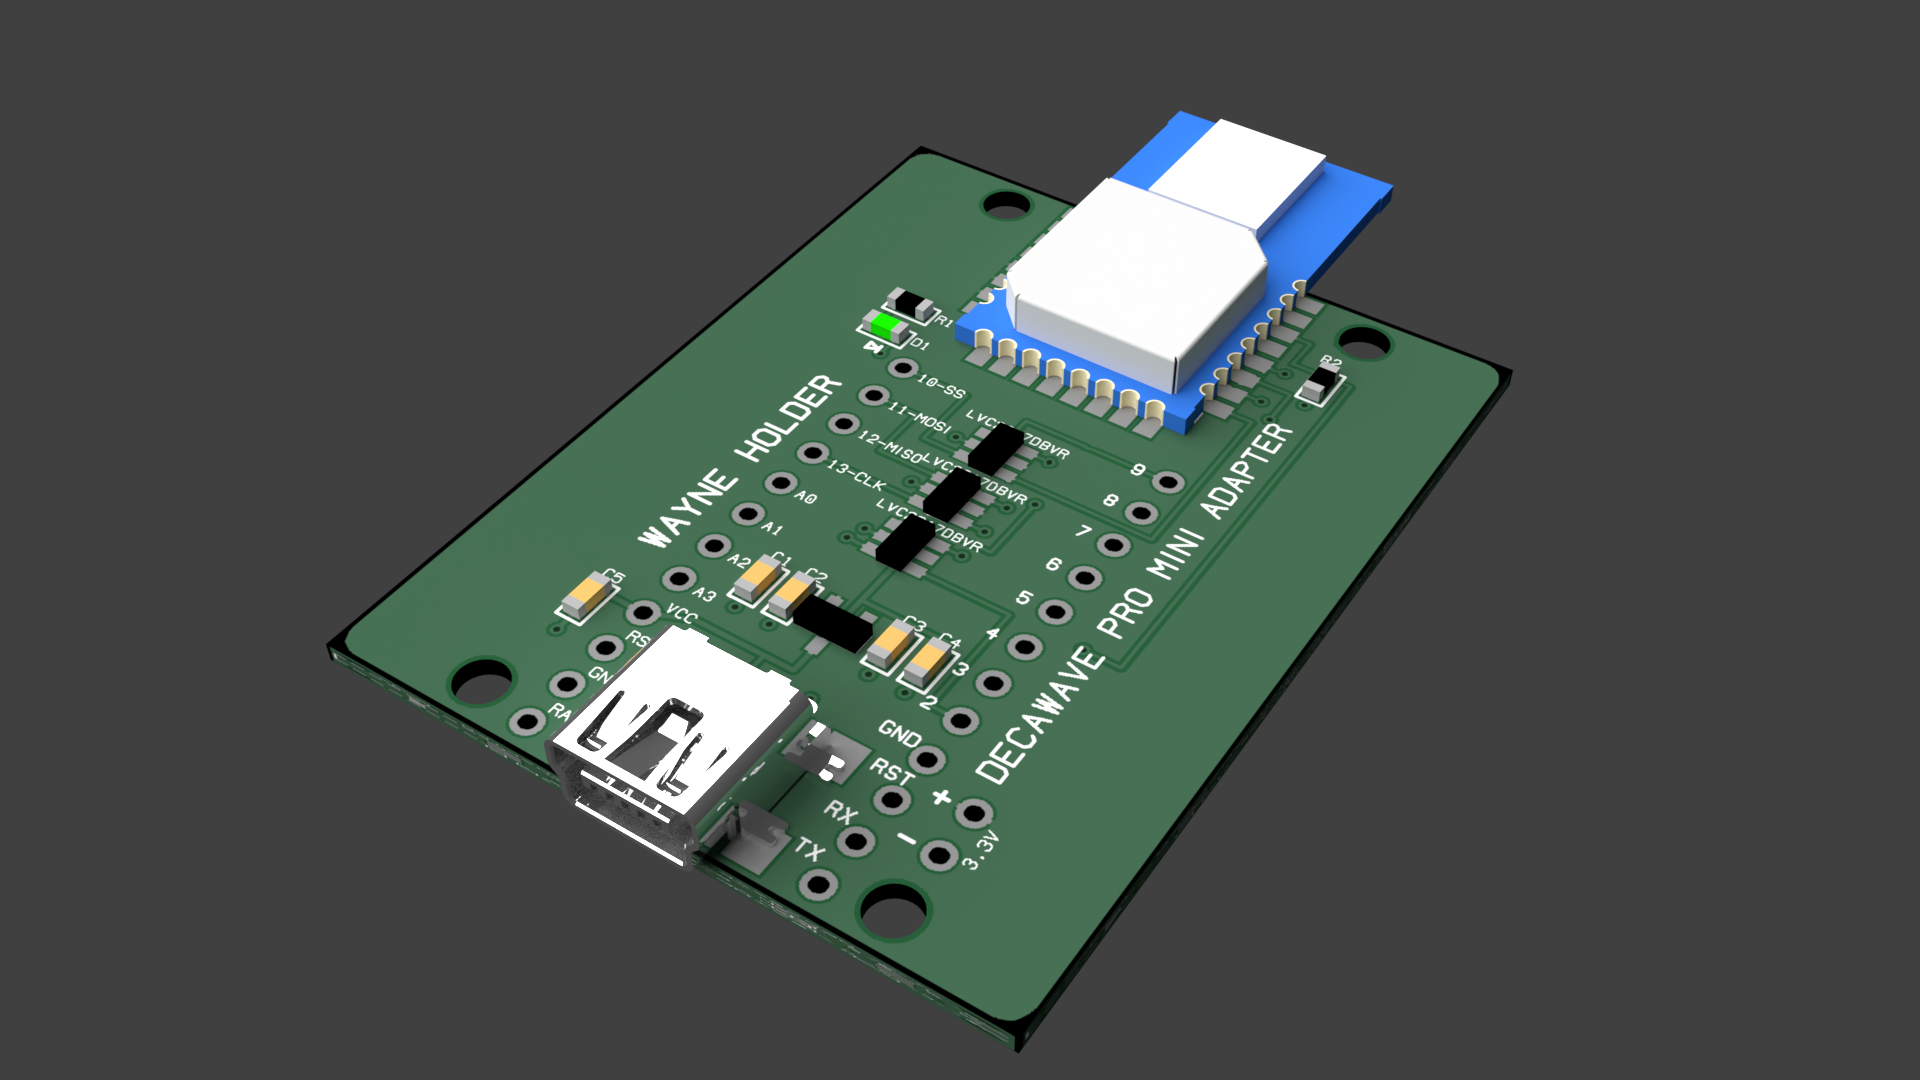 R1
D1
10-SS
11-MOSI
12-MISO
13-CLK
A0
A1
A2
A3
VCC
WAYNE HOLDER
C5
C1
C2
C3
C4
R2
9
8
7
6
5
4
3
2
GND
RST
RX
TX
+
-
3.3V
DECAWAVE PRO MINI ADAPTER